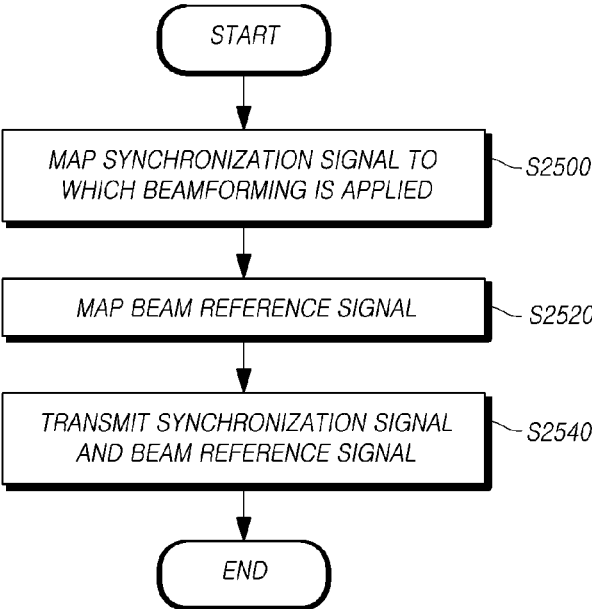 START
MAP SYNCHRONIZATION SIGNAL TO
WHICH BEAMFORMING IS APPLIED
S2500
MAP BEAM REFERENCE SIGNAL
S2520
TRANSMIT SYNCHRONIZATION SIGNAL
AND BEAM REFERENCE SIGNAL
S2540
END